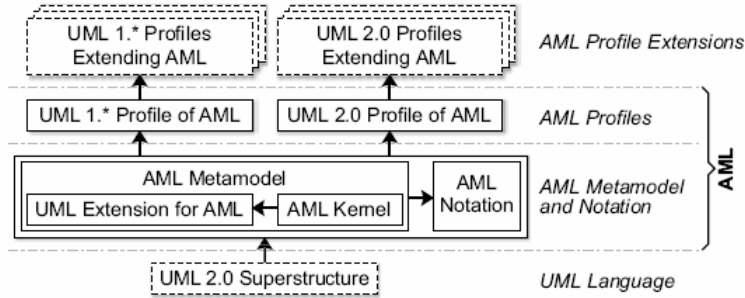 UML 1.* Profiles
Extending AML
UML 2.0 Profiles
Extending AML
AML Profile Extensions
UML 1.* Profile of AML
UML 2.0 Profile of AML
AML Profiles
AML Metamodel
UML Extension for AML
AML Kernel
AML
Notation
AML Metamodel
and Notation
AML
UML 2.0 Superstructure
UML Language